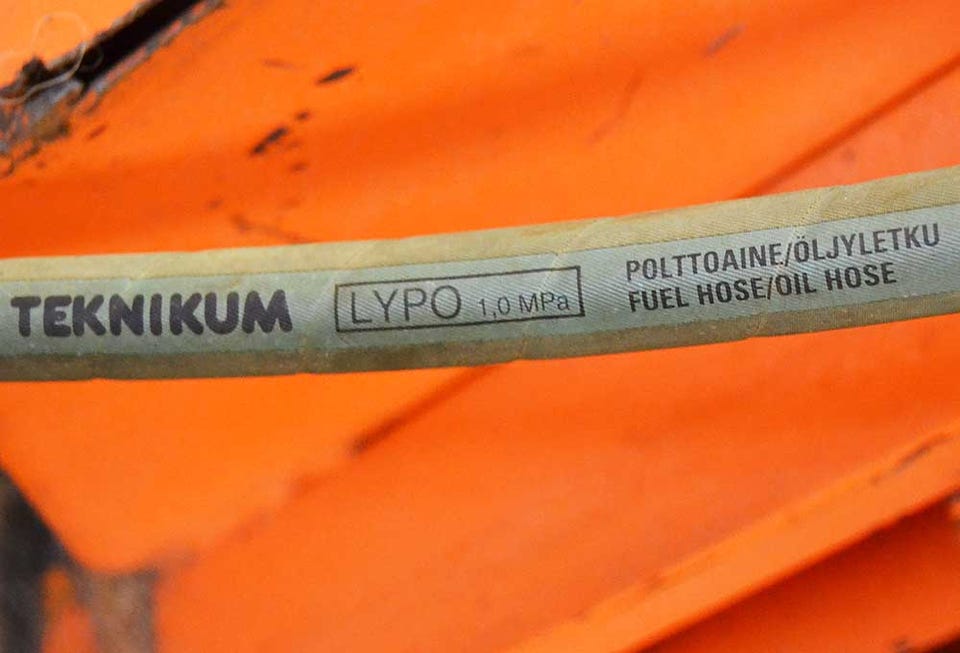 TEKNIKUM
LYPO 1,0 MPa
POLTTOAINE/ÖLJYLETKU
FUEL HOSE/OIL HOSE